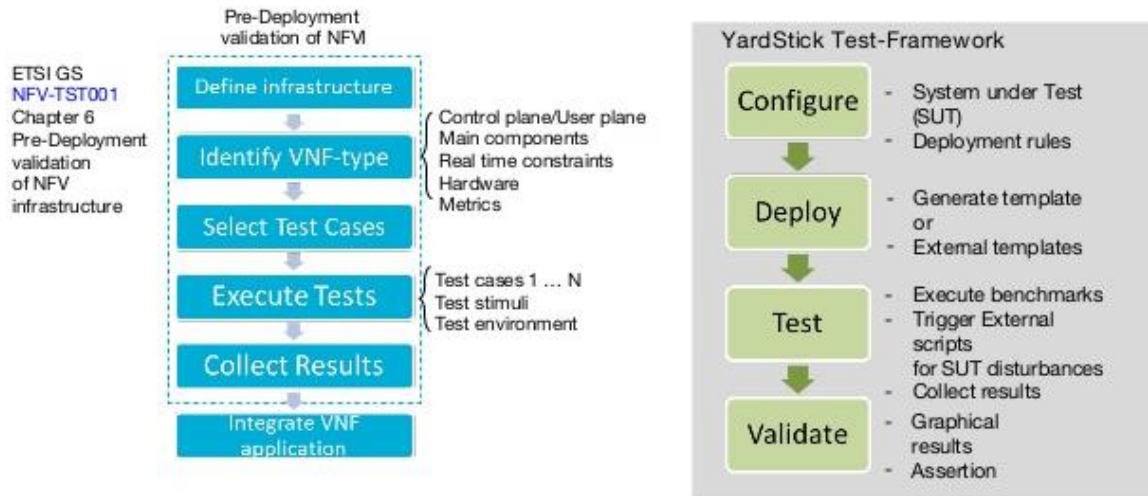 Pre-Deployment
validation of NFVI
ETSI GS
NFV-TST001
Chapter 6
Pre-Deployment
validation
of NFV
infrastructure
Define infrastructure
Identify VNF-type
Control plane/User plane
Main components
Real time constraints
Hardware
Metrics
Select Test Cases
Execute Tests
Test cases 1 ... N
Test stimuli
Test environment
Collect Results
Integrate VNF
application
YardStick Test-Framework
Configure
- System under Test
(SUT)
- Deployment rules
Deploy
- Generate template
or
- External templates
Test
- Execute benchmarks
- Trigger External
scripts
for SUT disturbances
- Collect results
Validate
- Graphical
results
- Assertion